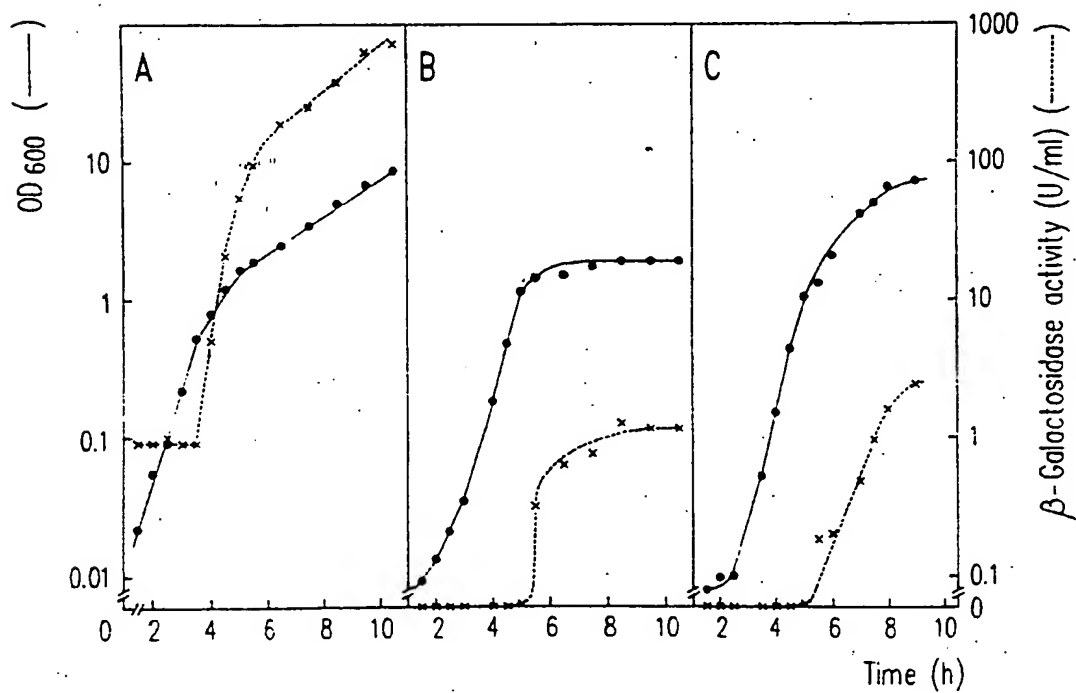 OD 600 (——)
10
1
0.1
0.01
0
A
B
C
2 4 6 8 10
2 4 6 8 10
2 4 6 8 10
1000
100
10
1
0.1
0
β-Galactosidase activity (U/ml) (------)
Time (h)